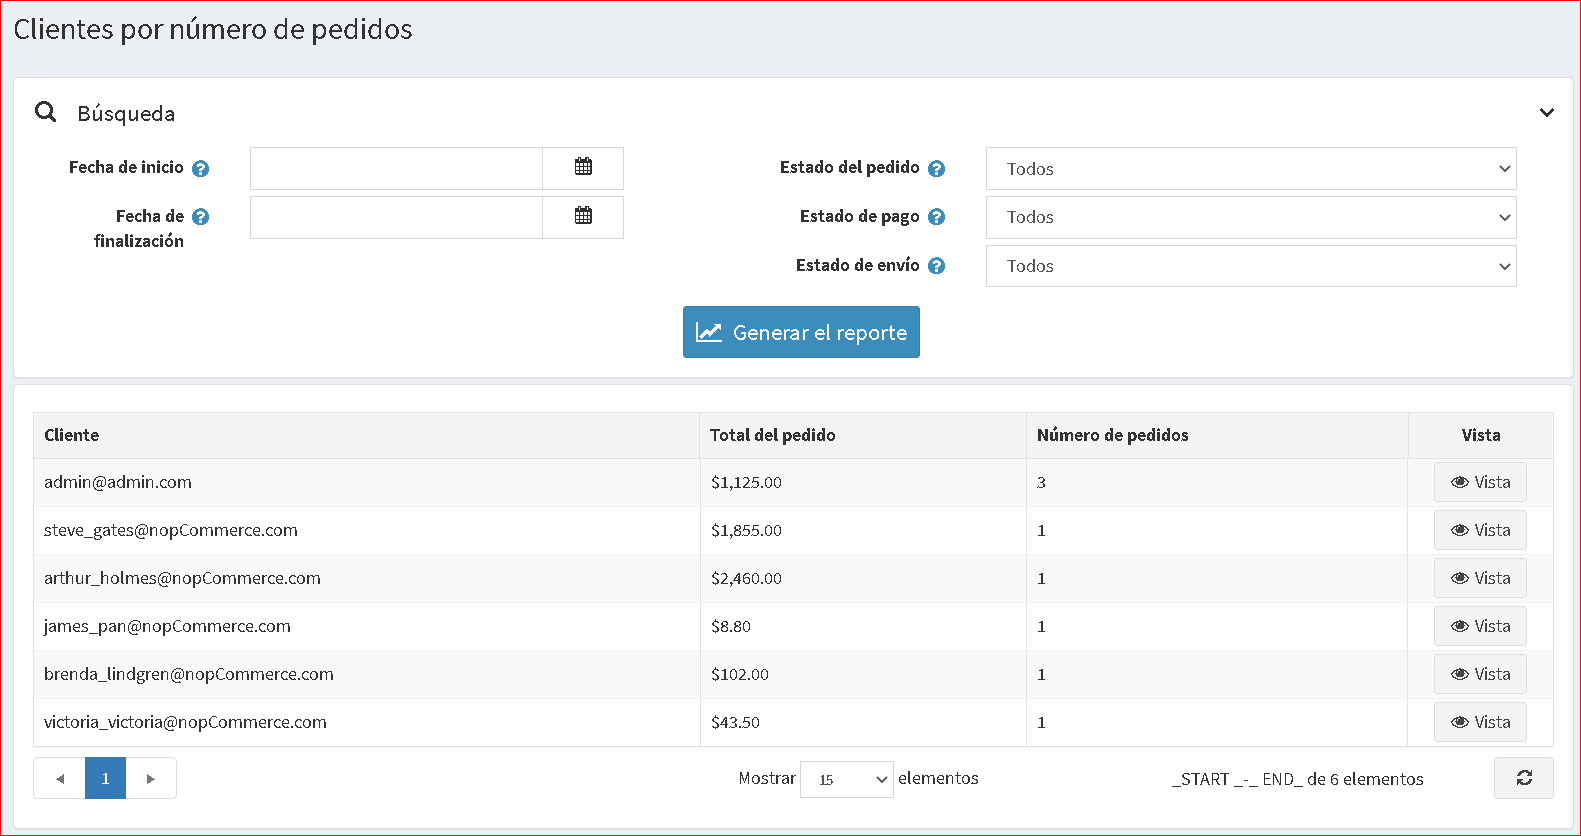 Clientes por número de pedidos
Búsqueda
Fecha de inicio
Estado del pedido Todos
Fecha de
finalización
Estado de pago Todos
Estado de envío Todos
Generar el reporte
Cliente Total del pedido Número de pedidos Vista
admin@admin.com $1,125.00 3 Vista
steve_gates@nopCommerce.com $1,855.00 1 Vista
arthur_holmes@nopCommerce.com $2,460.00 1 Vista
james_pan@nopCommerce.com $8.80 1 Vista
brenda_lindgren@nopCommerce.com $102.00 1 Vista
victoria_victoria@nopCommerce.com $43.50 1 Vista
1 Mostrar 15 elementos _START _-_ END_ de 6 elementos